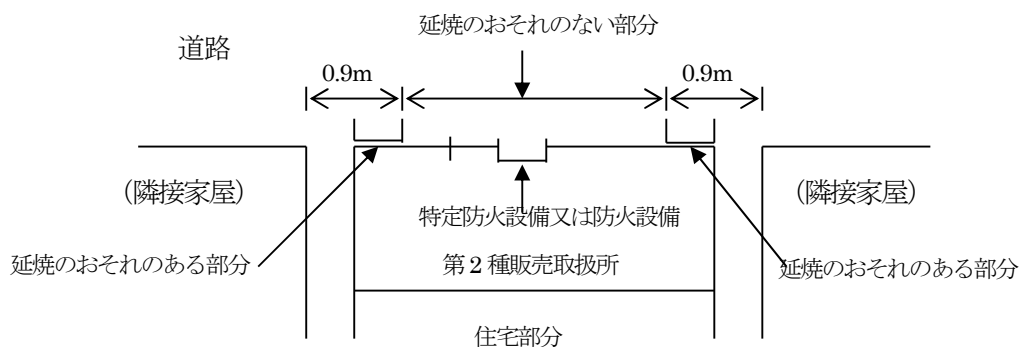 延焼のおそれのない部分
道路
0.9m
0.9m
(隣接家屋)
(隣接家屋)
特定防火設備又は防火設備
延焼のおそれのある部分
第2種販売取扱所
延焼のおそれのある部分
住宅部分